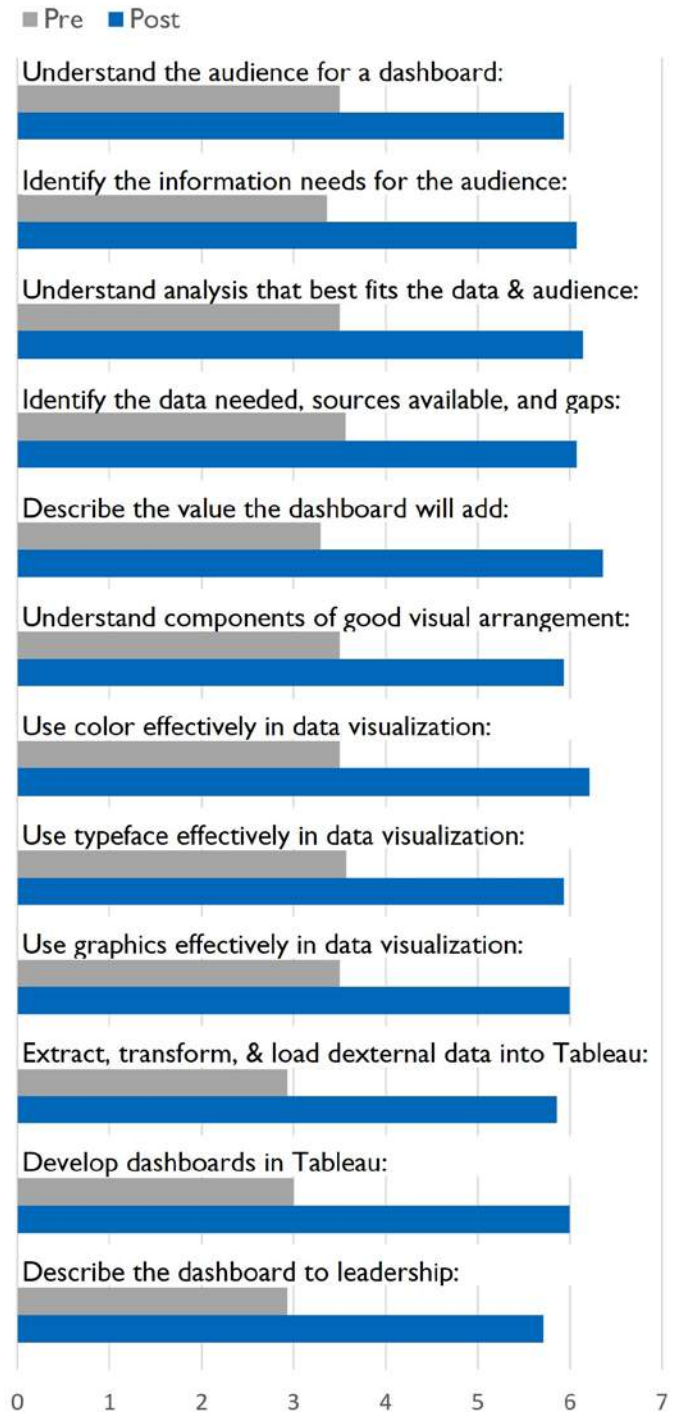 Pre Post
Understand the audience for a dashboard:
Identify the information needs for the audience:
Understand analysis that best fits the data & audience:
Identify the data needed, sources available, and gaps:
Describe the value the dashboard will add:
Understand components of good visual arrangement:
Use color effectively in data visualization:
Use typeface effectively in data visualization:
Use graphics effectively in data visualization:
Extract, transform, & load dexternal data into Tableau:
Develop dashboards in Tableau:
Describe the dashboard to leadership:
0 1 2 3 4 5 6 7